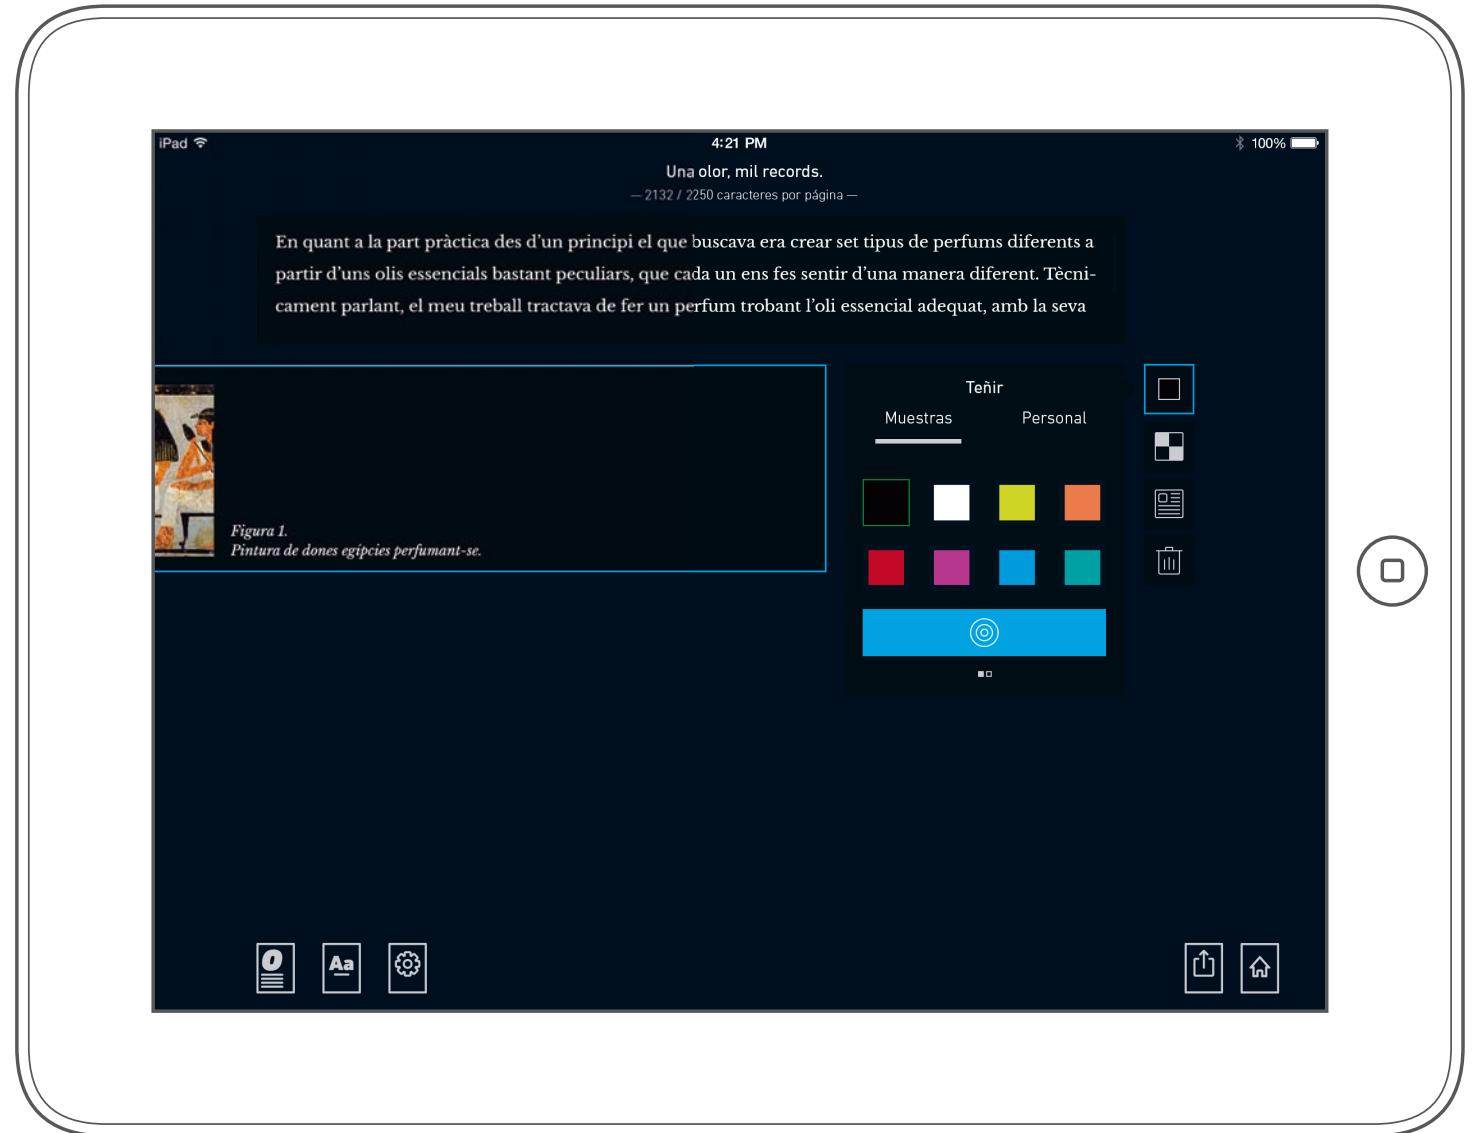 iPad
4:21 PM
100%
Una olor, mil records.
— 2132 / 2250 caracteres por página —
En quant a la part pràctica des d’un principi el que buscava era crear set tipus de perfums diferents a
partir d’uns olis essencials bastant peculiars, que cada un ens fes sentir d’una manera diferent. Tècni-
cament parlant, el meu treball tractava de fer un perfum trobant l’oli essencial adequat, amb la seva
Figura 1.
Pintura de dones egípcies perfumant-se.
Teñir
Muestras
Personal
O
Aa